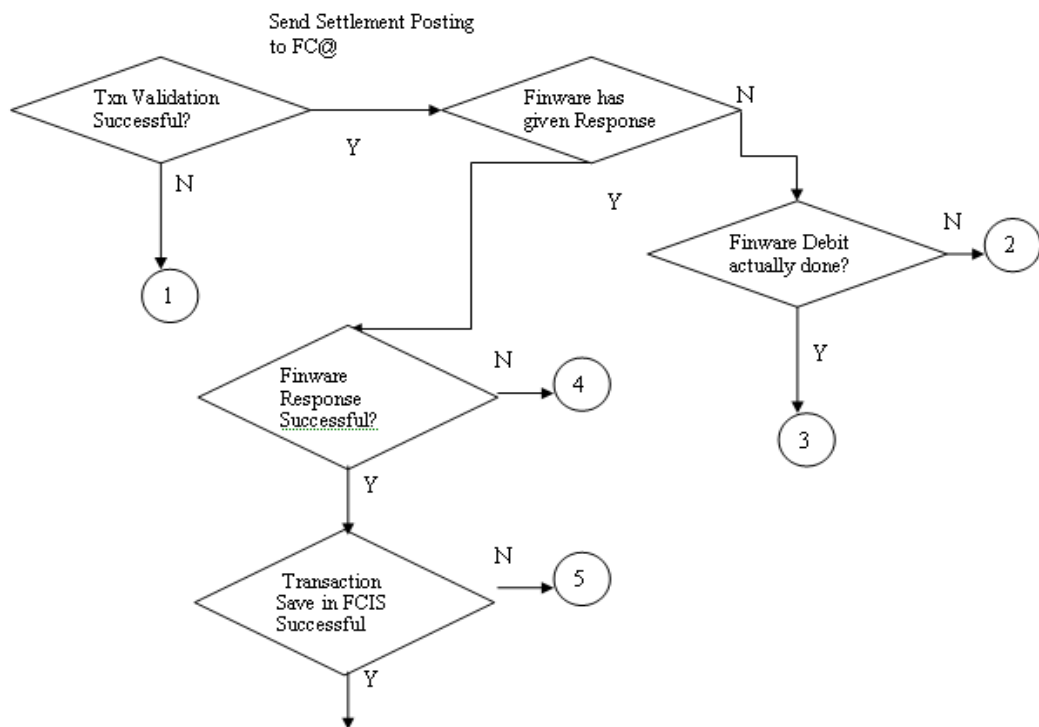 Send Settlement Posting
to FC@
Txn Validation
Successful?
Y
N
1
Finware has
given Response
N
Y
Finware Debit
actually done?
N
2
Y
3
Finware
Response
Successful?
N
4
Y
Transaction
Save in FCIS
Successful
N
5
Y